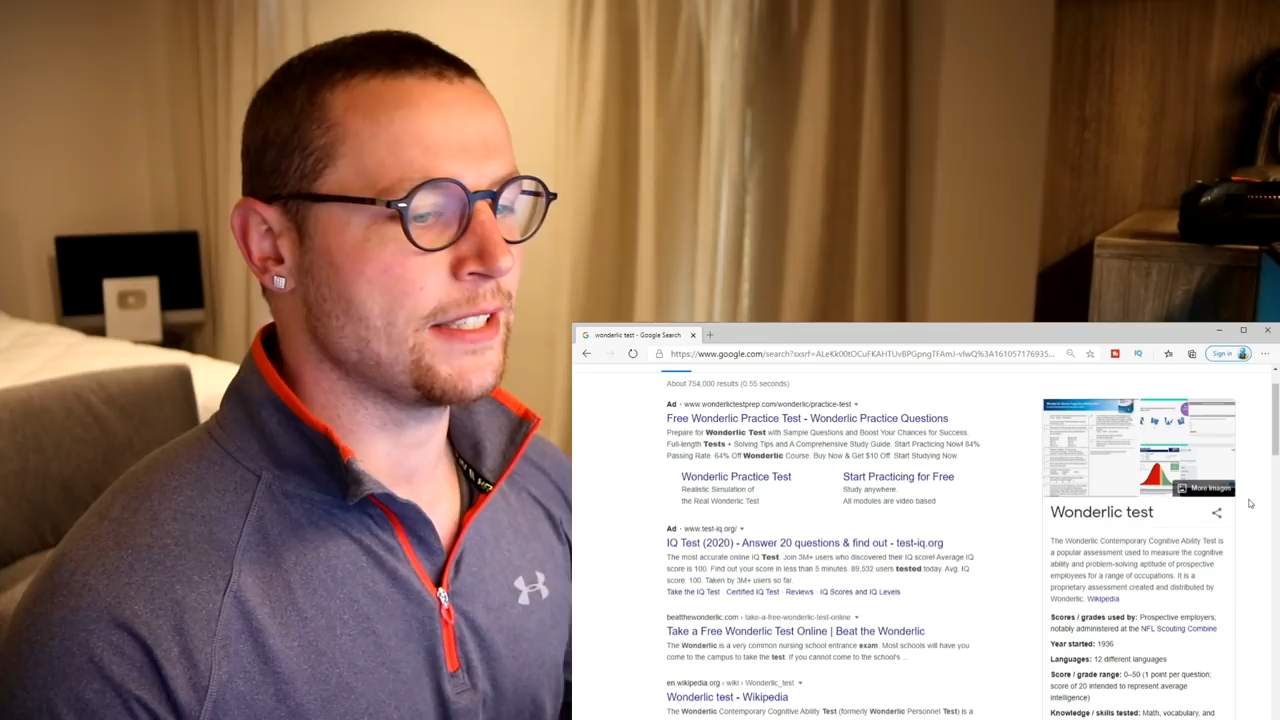 wonderlic test - Google Search
https://www.google.com/search?sxsrf=ALeKk00tOCuFKAHTUvBPGpngTFAmJ-vIwQ%3A1610571716935...
Sign in
About 754,000 results (0.55 seconds)
Ad · www.wonderlictestprep.com/wonderlic/practice-test
Free Wonderlic Practice Test - Wonderlic Practice Questions
Prepare for Wonderlic Test with Sample Questions and Boost Your Chances for Success.
Full-length Tests + Solving Tips and A Comprehensive Study Guide. Start Practicing Now! 84%
Passing Rate. 64% Off Wonderlic Course. Buy Now & Get $10 Off. Start Studying Now.
Wonderlic Practice Test
Realistic Simulation of
the Real Wonderlic Test
Start Practicing for Free
Study anywhere.
All modules are video based
Ad · www.test-iq.org/
IQ Test (2020) - Answer 20 questions & find out - test-iq.org
The most accurate online IQ Test. Join 3M+ users who discovered their IQ score! Average IQ
score is 100. Find out your score in less than 5 minutes. 89,532 users tested today. Avg. IQ
score: 100. Taken by 3M+ users so far.
Take the IQ Test · Certified IQ Test · Reviews · IQ Scores and IQ Levels
beatthewonderlic.com › take-a-free-wonderlic-test-online
Take a Free Wonderlic Test Online | Beat the Wonderlic
The Wonderlic is a very common nursing school entrance exam. Most schools will have you
come to the campus to take the test. If you cannot come to the school's ...
en.wikipedia.org › wiki › Wonderlic_test
Wonderlic test - Wikipedia
The Wonderlic Contemporary Cognitive Ability Test (formerly Wonderlic Personnel Test) is a
More images
Wonderlic test
The Wonderlic Contemporary Cognitive Ability Test is
a popular assessment used to measure the cognitive
ability and problem-solving aptitude of prospective
employees for a range of occupations. It is a
proprietary assessment created and distributed by
Wonderlic. Wikipedia
Scores / grades used by: Prospective employers;
notably administered at the NFL Scouting Combine
Year started: 1936
Languages: 12 different languages
Score / grade range: 0–50 (1 point per question;
score of 20 intended to represent average
intelligence)
Knowledge / skills tested: Math, vocabulary, and